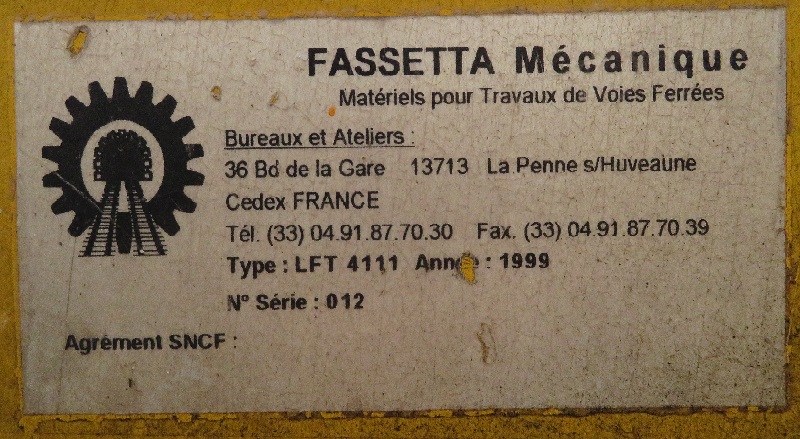 FASSETTA Mécanique
Matériels pour Travaux de Voies Ferrées
Bureaux et Ateliers :
36 Bd de la Gare 13713 La Penne s/Huveaune
Cedex FRANCE
Tél. (33) 04.91.87.70.30 Fax. (33) 04.91.87.70.39
Type : LFT 4111 Année : 1999
N° Série : 012
Agrément SNCF :